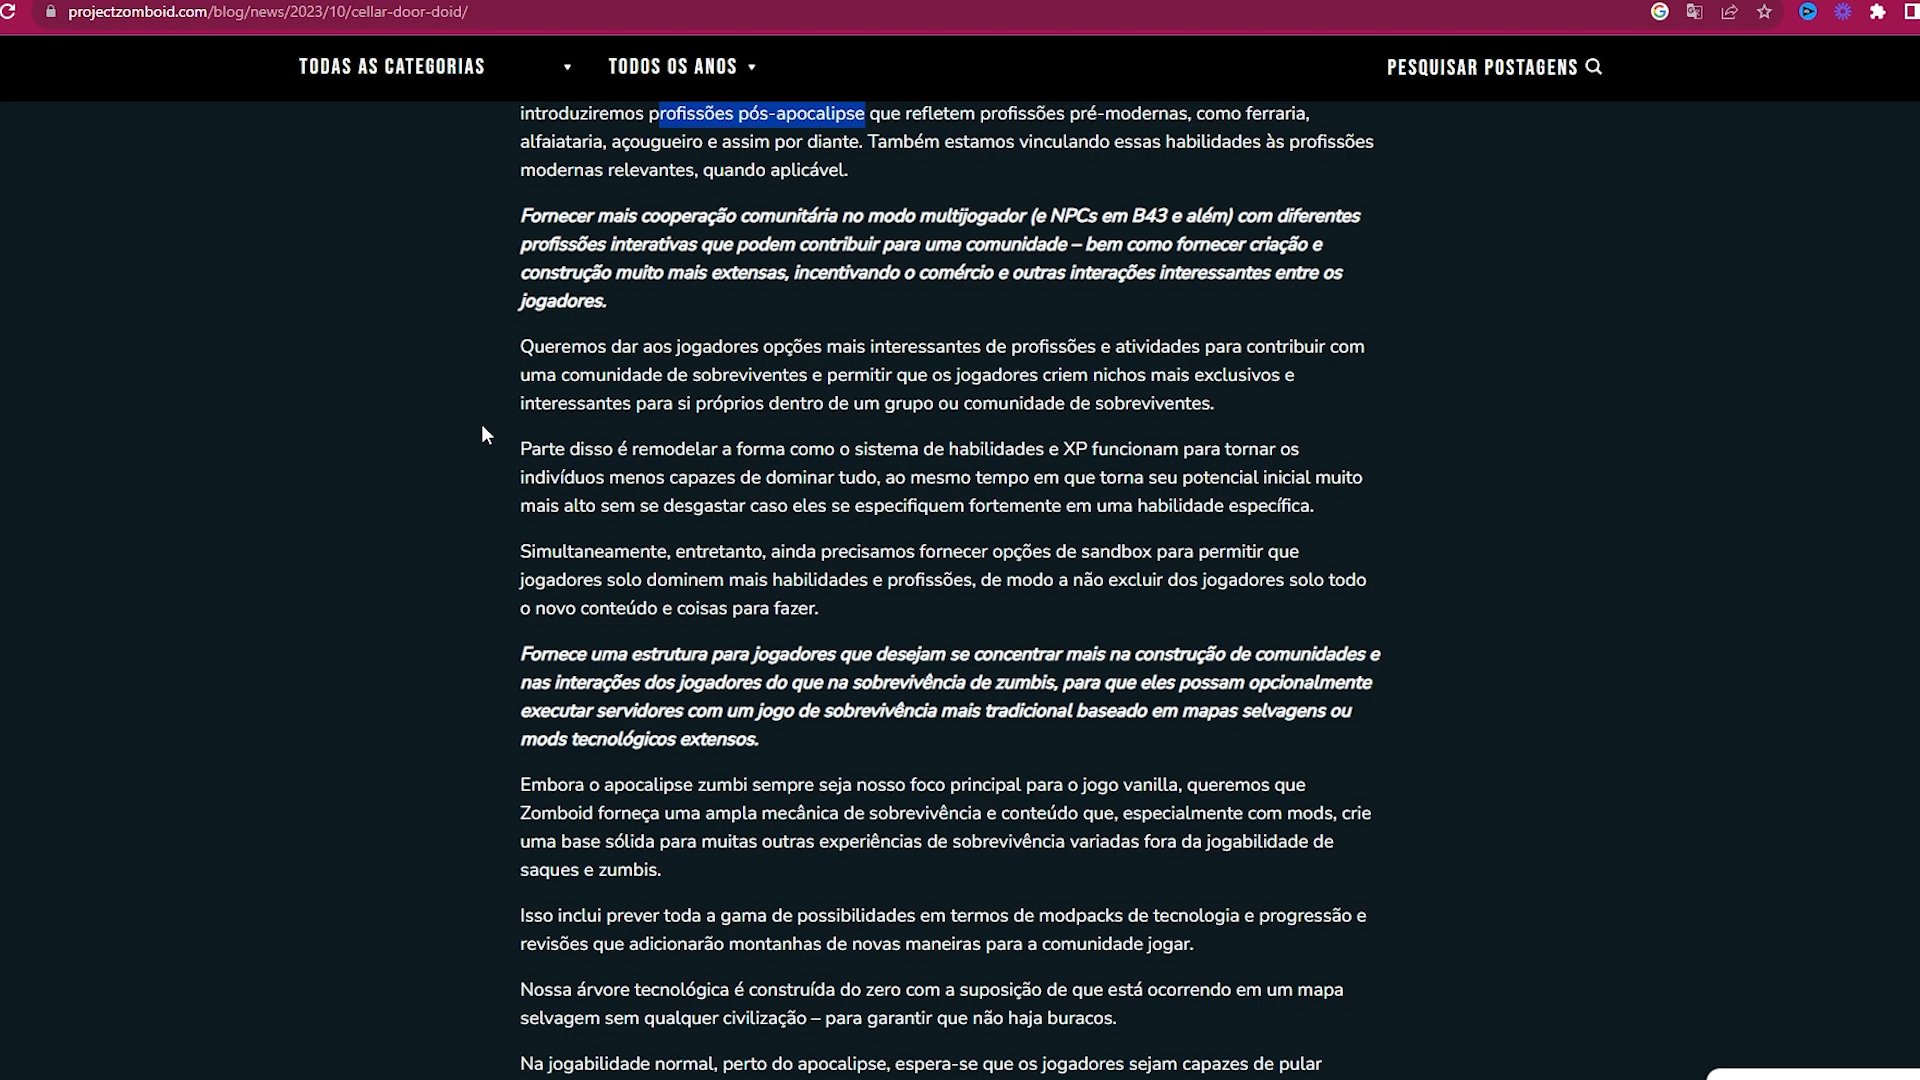 projectzomboid.com/blog/news/2023/10/cellar-door-doid/
TODAS AS CATEGORIAS
TODOS OS ANOS
PESQUISAR POSTAGENS
introduziremos profissões pós-apocalipse que refletem profissões pré-modernas, como ferraria,
alfaiataria, açougueiro e assim por diante. Também estamos vinculando essas habilidades às profissões
modernas relevantes, quando aplicável.
Fornecer mais cooperação comunitária no modo multijogador (e NPCs em B43 e além) com diferentes
profissões interativas que podem contribuir para uma comunidade – bem como fornecer criação e
construção muito mais extensas, incentivando o comércio e outras interações interessantes entre os
jogadores.
Queremos dar aos jogadores opções mais interessantes de profissões e atividades para contribuir com
uma comunidade de sobreviventes e permitir que os jogadores criem nichos mais exclusivos e
interessantes para si próprios dentro de um grupo ou comunidade de sobreviventes.
Parte disso é remodelar a forma como o sistema de habilidades e XP funcionam para tornar os
indivíduos menos capazes de dominar tudo, ao mesmo tempo em que torna seu potencial inicial muito
mais alto sem se desgastar caso eles se especifiquem fortemente em uma habilidade específica.
Simultaneamente, entretanto, ainda precisamos fornecer opções de sandbox para permitir que
jogadores solo dominem mais habilidades e profissões, de modo a não excluir dos jogadores solo todo
o novo conteúdo e coisas para fazer.
Fornece uma estrutura para jogadores que desejam se concentrar mais na construção de comunidades e
nas interações dos jogadores do que na sobrevivência de zumbis, para que eles possam opcionalmente
executar servidores com um jogo de sobrevivência mais tradicional baseado em mapas selvagens ou
mods tecnológicos extensos.
Embora o apocalipse zumbi sempre seja nosso foco principal para o jogo vanilla, queremos que
Zomboid forneça uma ampla mecânica de sobrevivência e conteúdo que, especialmente com mods, crie
uma base sólida para muitas outras experiências de sobrevivência variadas fora da jogabilidade de
saques e zumbis.
Isso inclui prever toda a gama de possibilidades em termos de modpacks de tecnologia e progressão e
revisões que adicionarão montanhas de novas maneiras para a comunidade jogar.
Nossa árvore tecnológica é construída do zero com a suposição de que está ocorrendo em um mapa
selvagem sem qualquer civilização – para garantir que não haja buracos.
Na jogabilidade normal, perto do apocalipse, espera-se que os jogadores sejam capazes de pular